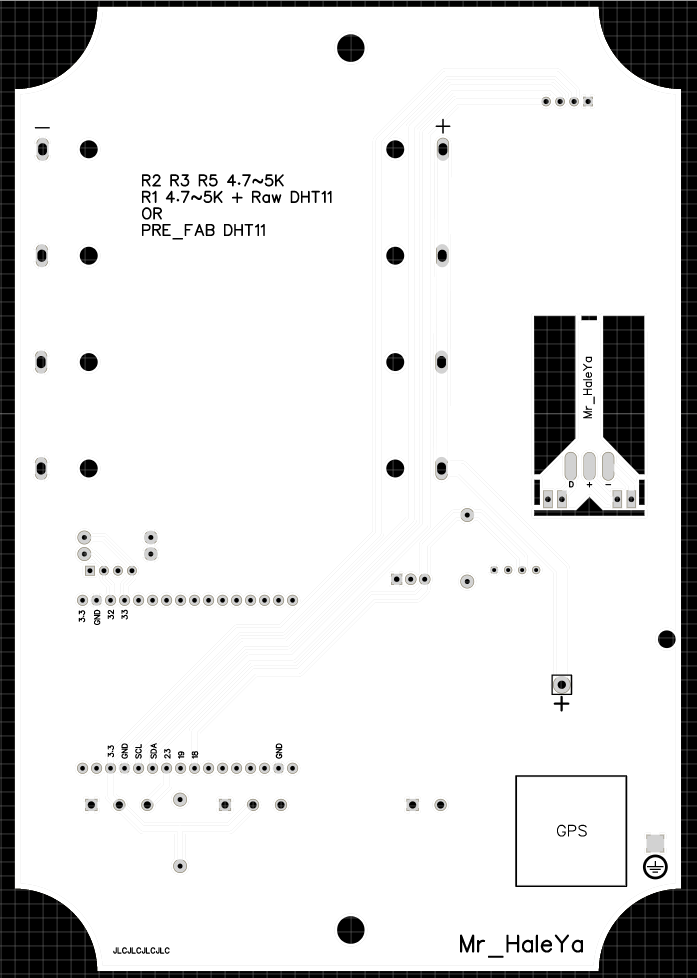 — +
R2 R3 R5 4.7~5K
R1 4.7~5K + Raw DHT11
OR
PRE_FAB DHT11
Mr_HaleYa
D + −
3.3 GND 32 33
+
3.3 GND SCL SDA 23 19 18 GND
GPS
Mr_HaleYa
JLCJLCJLCJLC